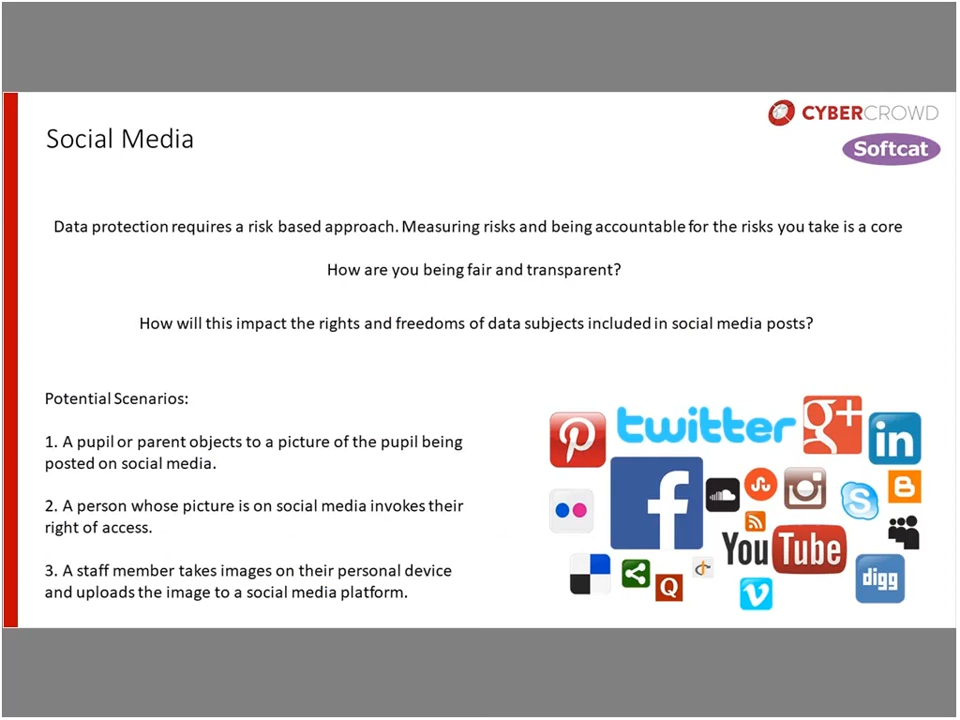 CYBERCROWD
Softcat
Social Media
Data protection requires a risk based approach. Measuring risks and being accountable for the risks you take is a core
How are you being fair and transparent?
How will this impact the rights and freedoms of data subjects included in social media posts?
Potential Scenarios:
1. A pupil or parent objects to a picture of the pupil being
posted on social media.
2. A person whose picture is on social media invokes their
right of access.
3. A staff member takes images on their personal device
and uploads the image to a social media platform.
twitter
g+
in
f
S
B
You Tube
Q
v
digg